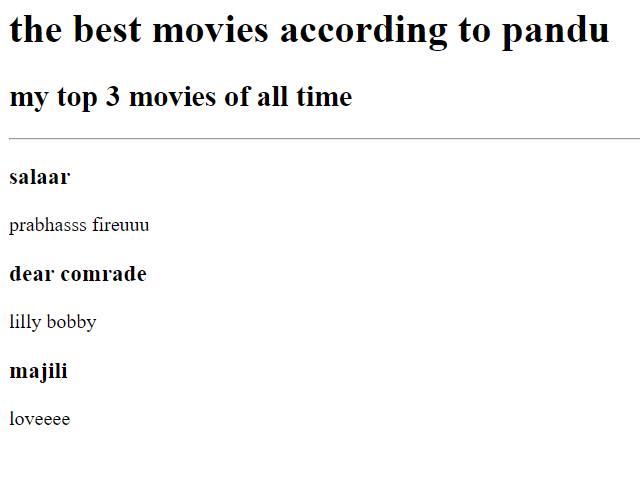 the best movies according to pandu
my top 3 movies of all time
salaar
prabhasss fireuuu
dear comrade
lilly bobby
majili
loveeee